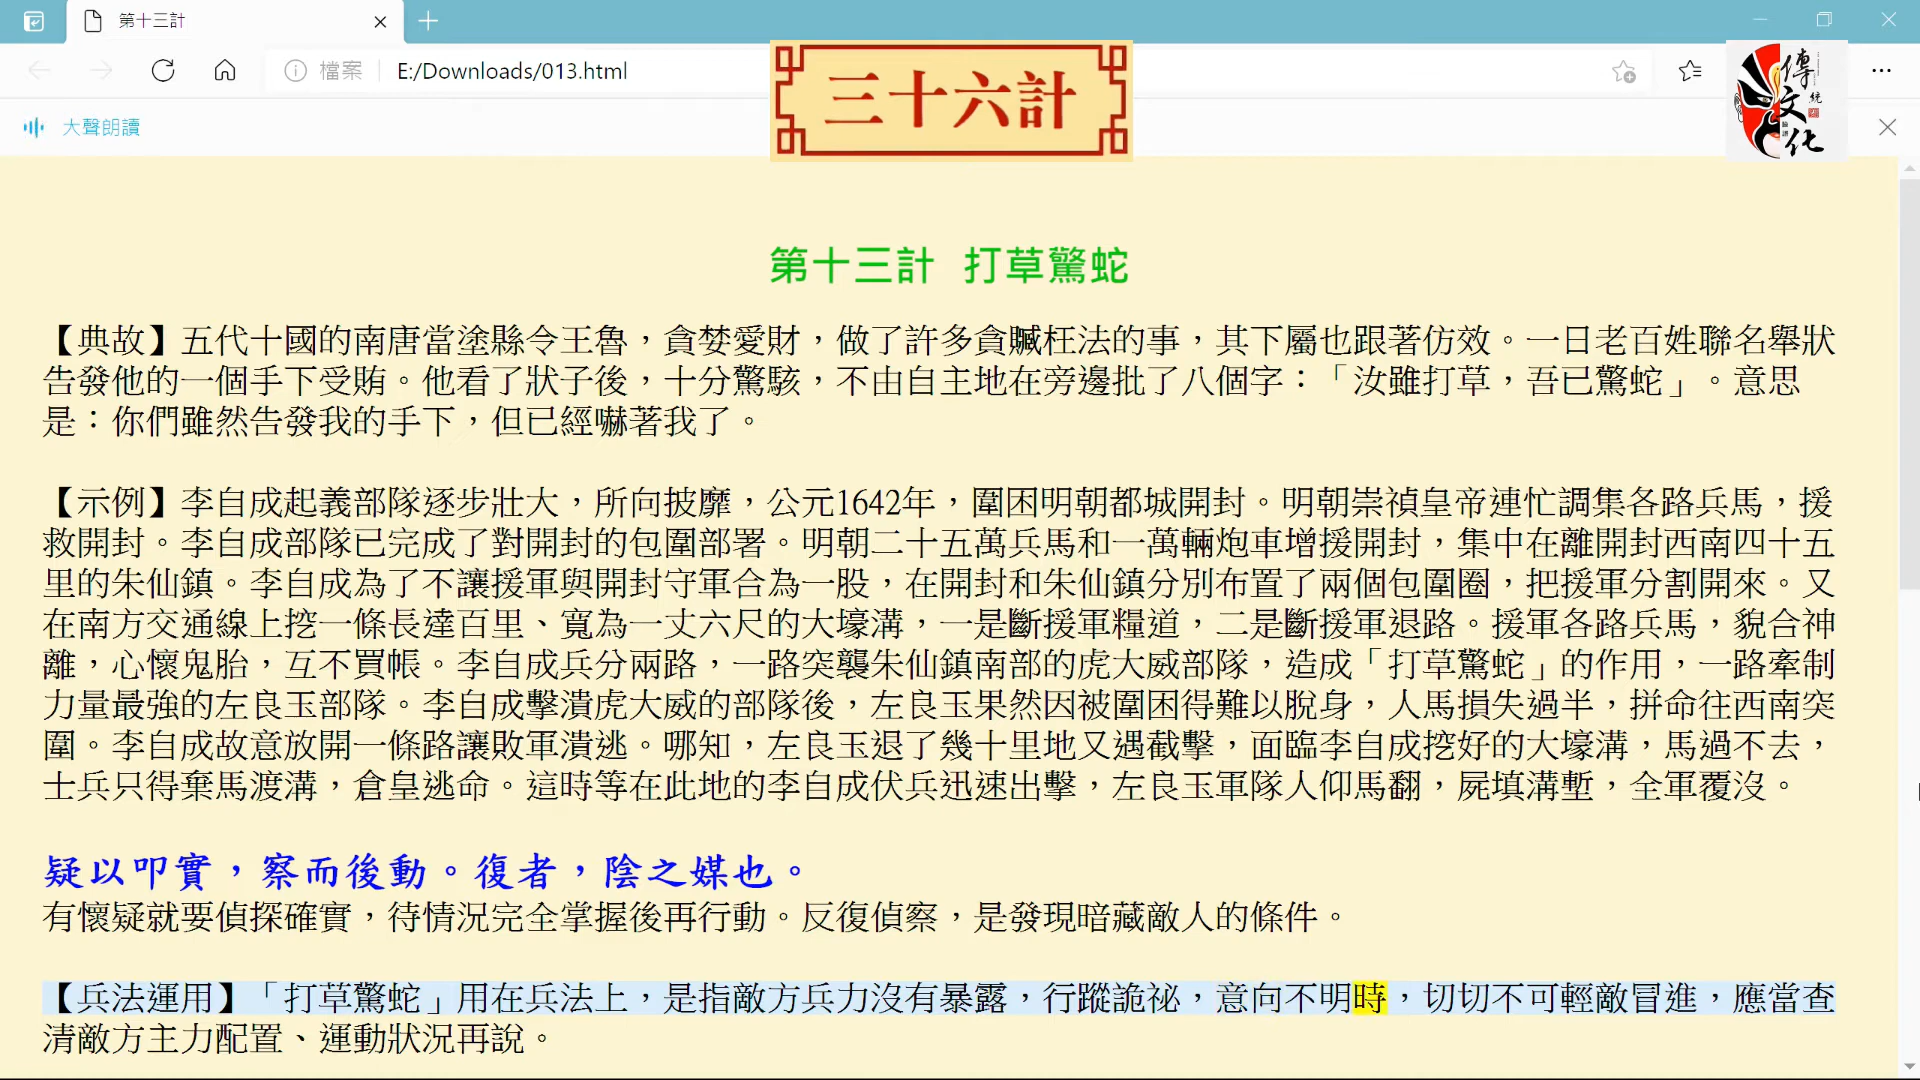 第十三計
檔案
E:/Downloads/013.html
三十六計
傳統文化
大聲朗讀
第十三計 打草驚蛇
【典故】五代十國的南唐當塗縣令王魯，貪婪愛財，做了許多貪贓枉法的事，其下屬也跟著仿效。一日老百姓聯名舉狀
告發他的一個手下受賄。他看了狀子後，十分驚駭，不由自主地在旁邊批了八個字：「汝雖打草，吾已驚蛇」。意思
是：你們雖然告發我的手下，但已經嚇著我了。
【示例】李自成起義部隊逐步壯大，所向披靡，公元1642年，圍困明朝都城開封。明朝崇禎皇帝連忙調集各路兵馬，援
救開封。李自成部隊已完成了對開封的包圍部署。明朝二十五萬兵馬和一萬輛炮車增援開封，集中在離開封西南四十五
里的朱仙鎮。李自成為了不讓援軍與開封守軍合為一股，在開封和朱仙鎮分別布置了兩個包圍圈，把援軍分割開來。又
在南方交通線上挖一條長達百里、寬為一丈六尺的大壕溝，一是斷援軍糧道，二是斷援軍退路。援軍各路兵馬，貌合神
離，心懷鬼胎，互不買帳。李自成兵分兩路，一路突襲朱仙鎮南部的虎大威部隊，造成「打草驚蛇」的作用，一路牽制
力量最強的左良玉部隊。李自成擊潰虎大威的部隊後，左良玉果然因被圍困得難以脫身，人馬損失過半，拼命往西南突
圍。李自成故意放開一條路讓敗軍潰逃。哪知，左良玉退了幾十里地又遇截擊，面臨李自成挖好的大壕溝，馬過不去，
士兵只得棄馬渡溝，倉皇逃命。這時等在此地的李自成伏兵迅速出擊，左良玉軍隊人仰馬翻，屍填溝塹，全軍覆沒。
疑以叩實，察而後動。復者，陰之媒也。
有懷疑就要偵探確實，待情況完全掌握後再行動。反復偵察，是發現暗藏敵人的條件。
【兵法運用】「打草驚蛇」用在兵法上，是指敵方兵力沒有暴露，行蹤詭祕，意向不明時，切切不可輕敵冒進，應當查
清敵方主力配置、運動狀況再說。